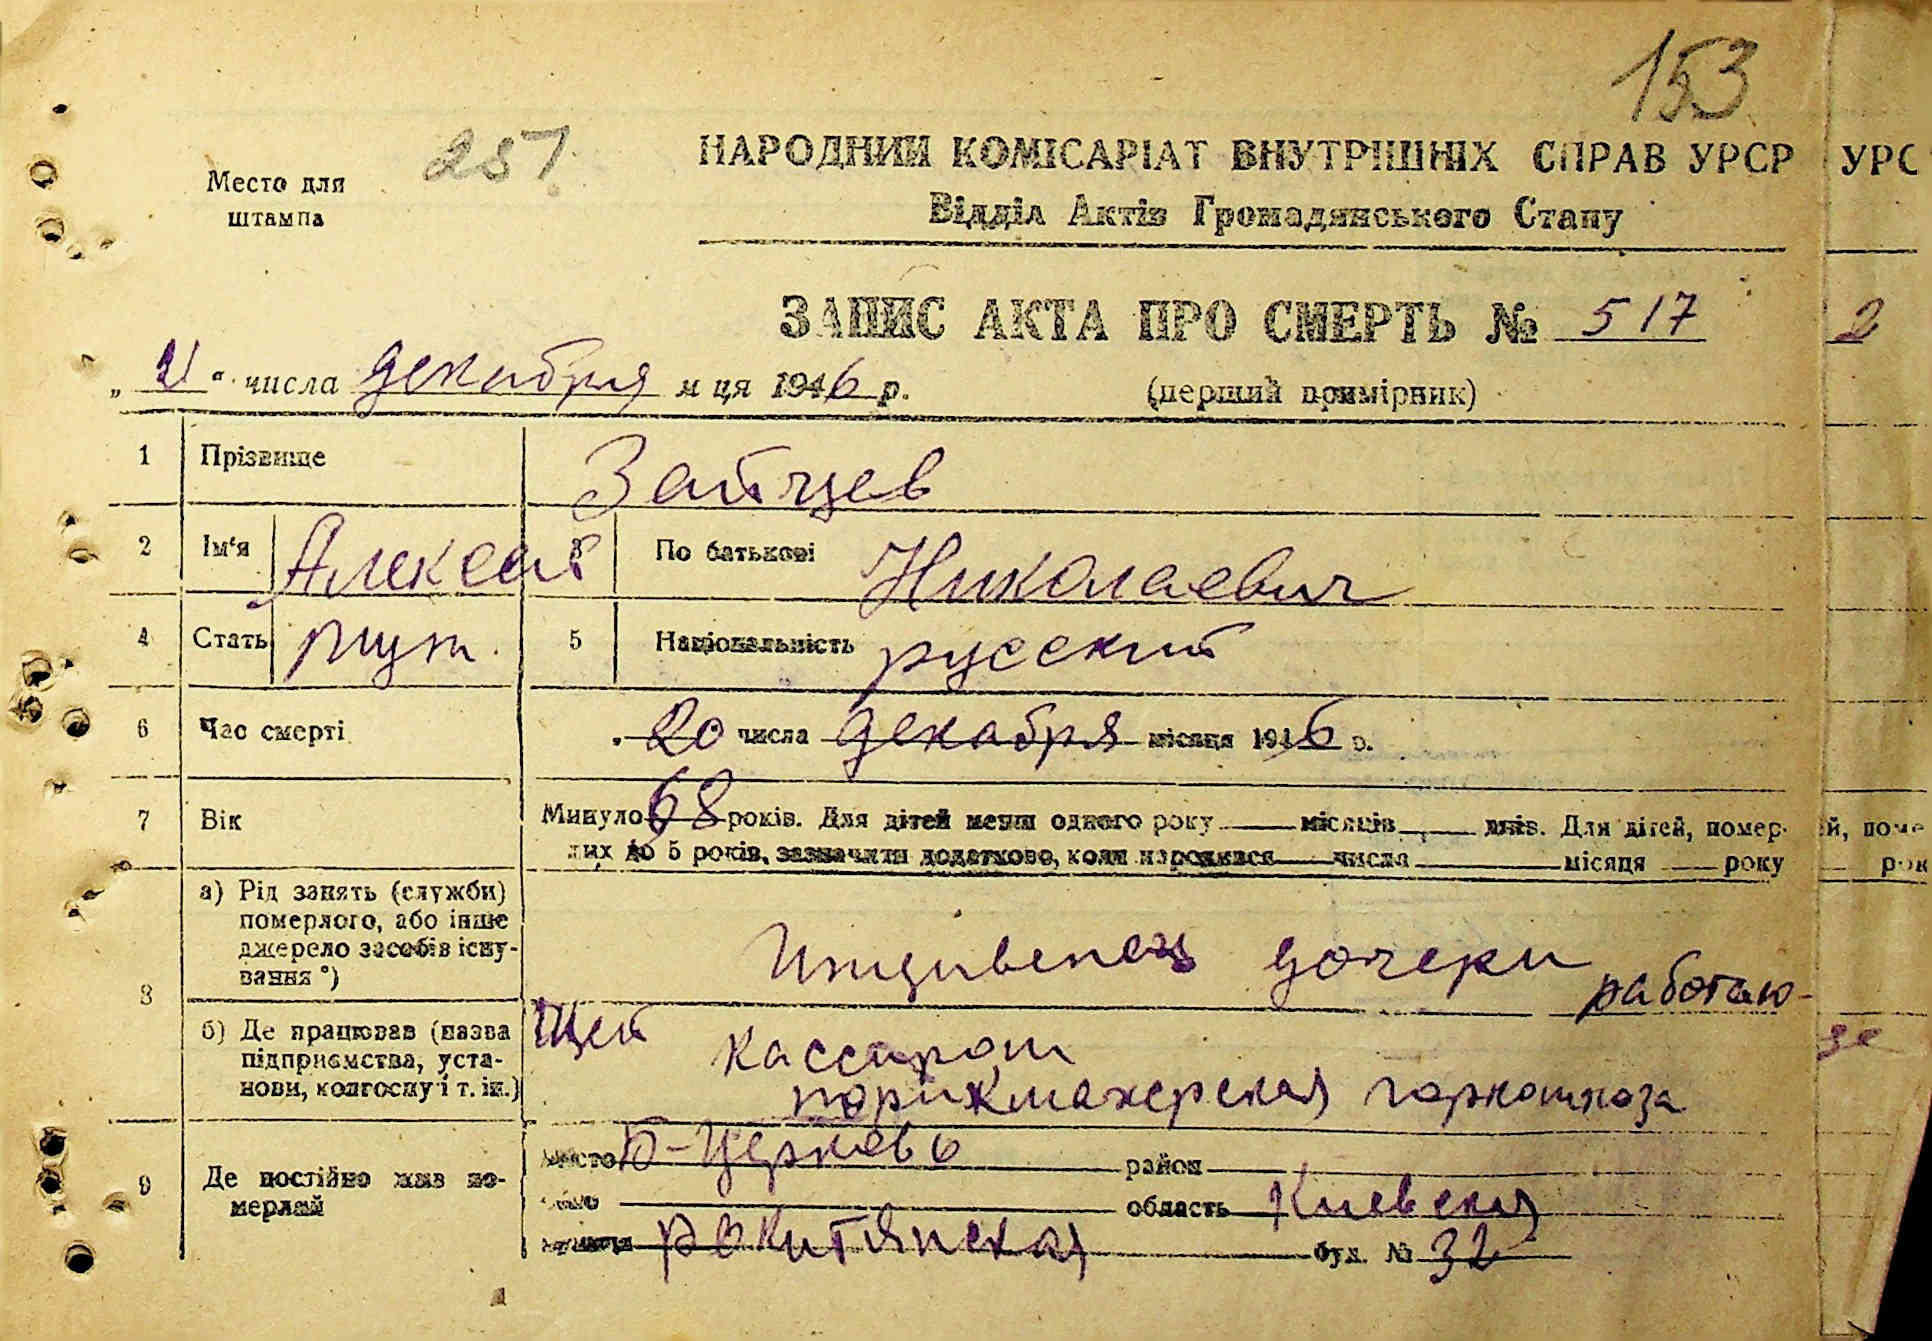 153
257.
Место для
штампа
НАРОДНИЙ КОМІСАРІАТ ВНУТРІШНІХ СПРАВ УРСР
УРС
Відділ Актів Громадянського Стану
ЗАПИС АКТА ПРО СМЕРТЬ № 517
2
„21“ числа декабря м ця 1946 р.
(перший примірник)
1 Прізвище Зайцев
2 Ім‘я Алексей 3 По батькові Николаевич
4 Стать муж. 5 Національність русский
6 Час смерті 20 числа декабря місяця 1946 р.
7 Вік Минуло 68 років. Для дітей менш одного року місяців днів. Для дітей, помер-
лих до 5 років, зазначити додатково, коли народився числа місяця року
8 а) Рід занять (служби)
померлого, або інше
джерело засобів існу-
вання *)
Иждивенец дочери работаю-
б) Де працював (назва
підприємства, уста-
нови, колгоспу і т. ін.)
щей кассиром
парикмахерская горкомхоза
9 Де постійно жив по-
мерлий
Місто Б-Церковь район
область Киевская
Рокитянская буд. № 32